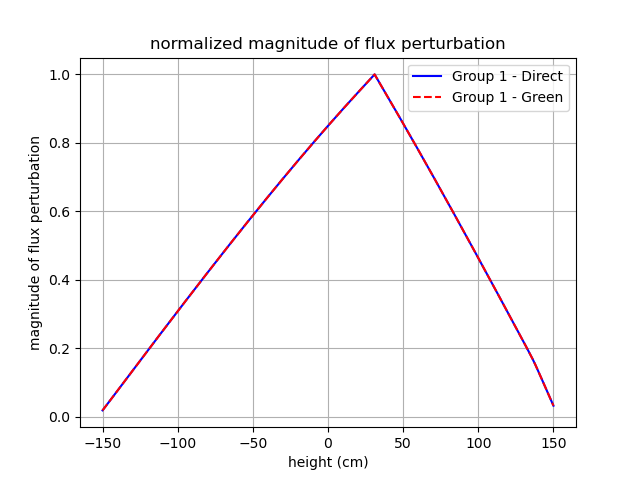 normalized magnitude of flux perturbation
Group 1 - Direct
Group 1 - Green
1.0
0.8
0.6
0.4
0.2
0.0
magnitude of flux perturbation
−150 −100 −50 0 50 100 150
height (cm)